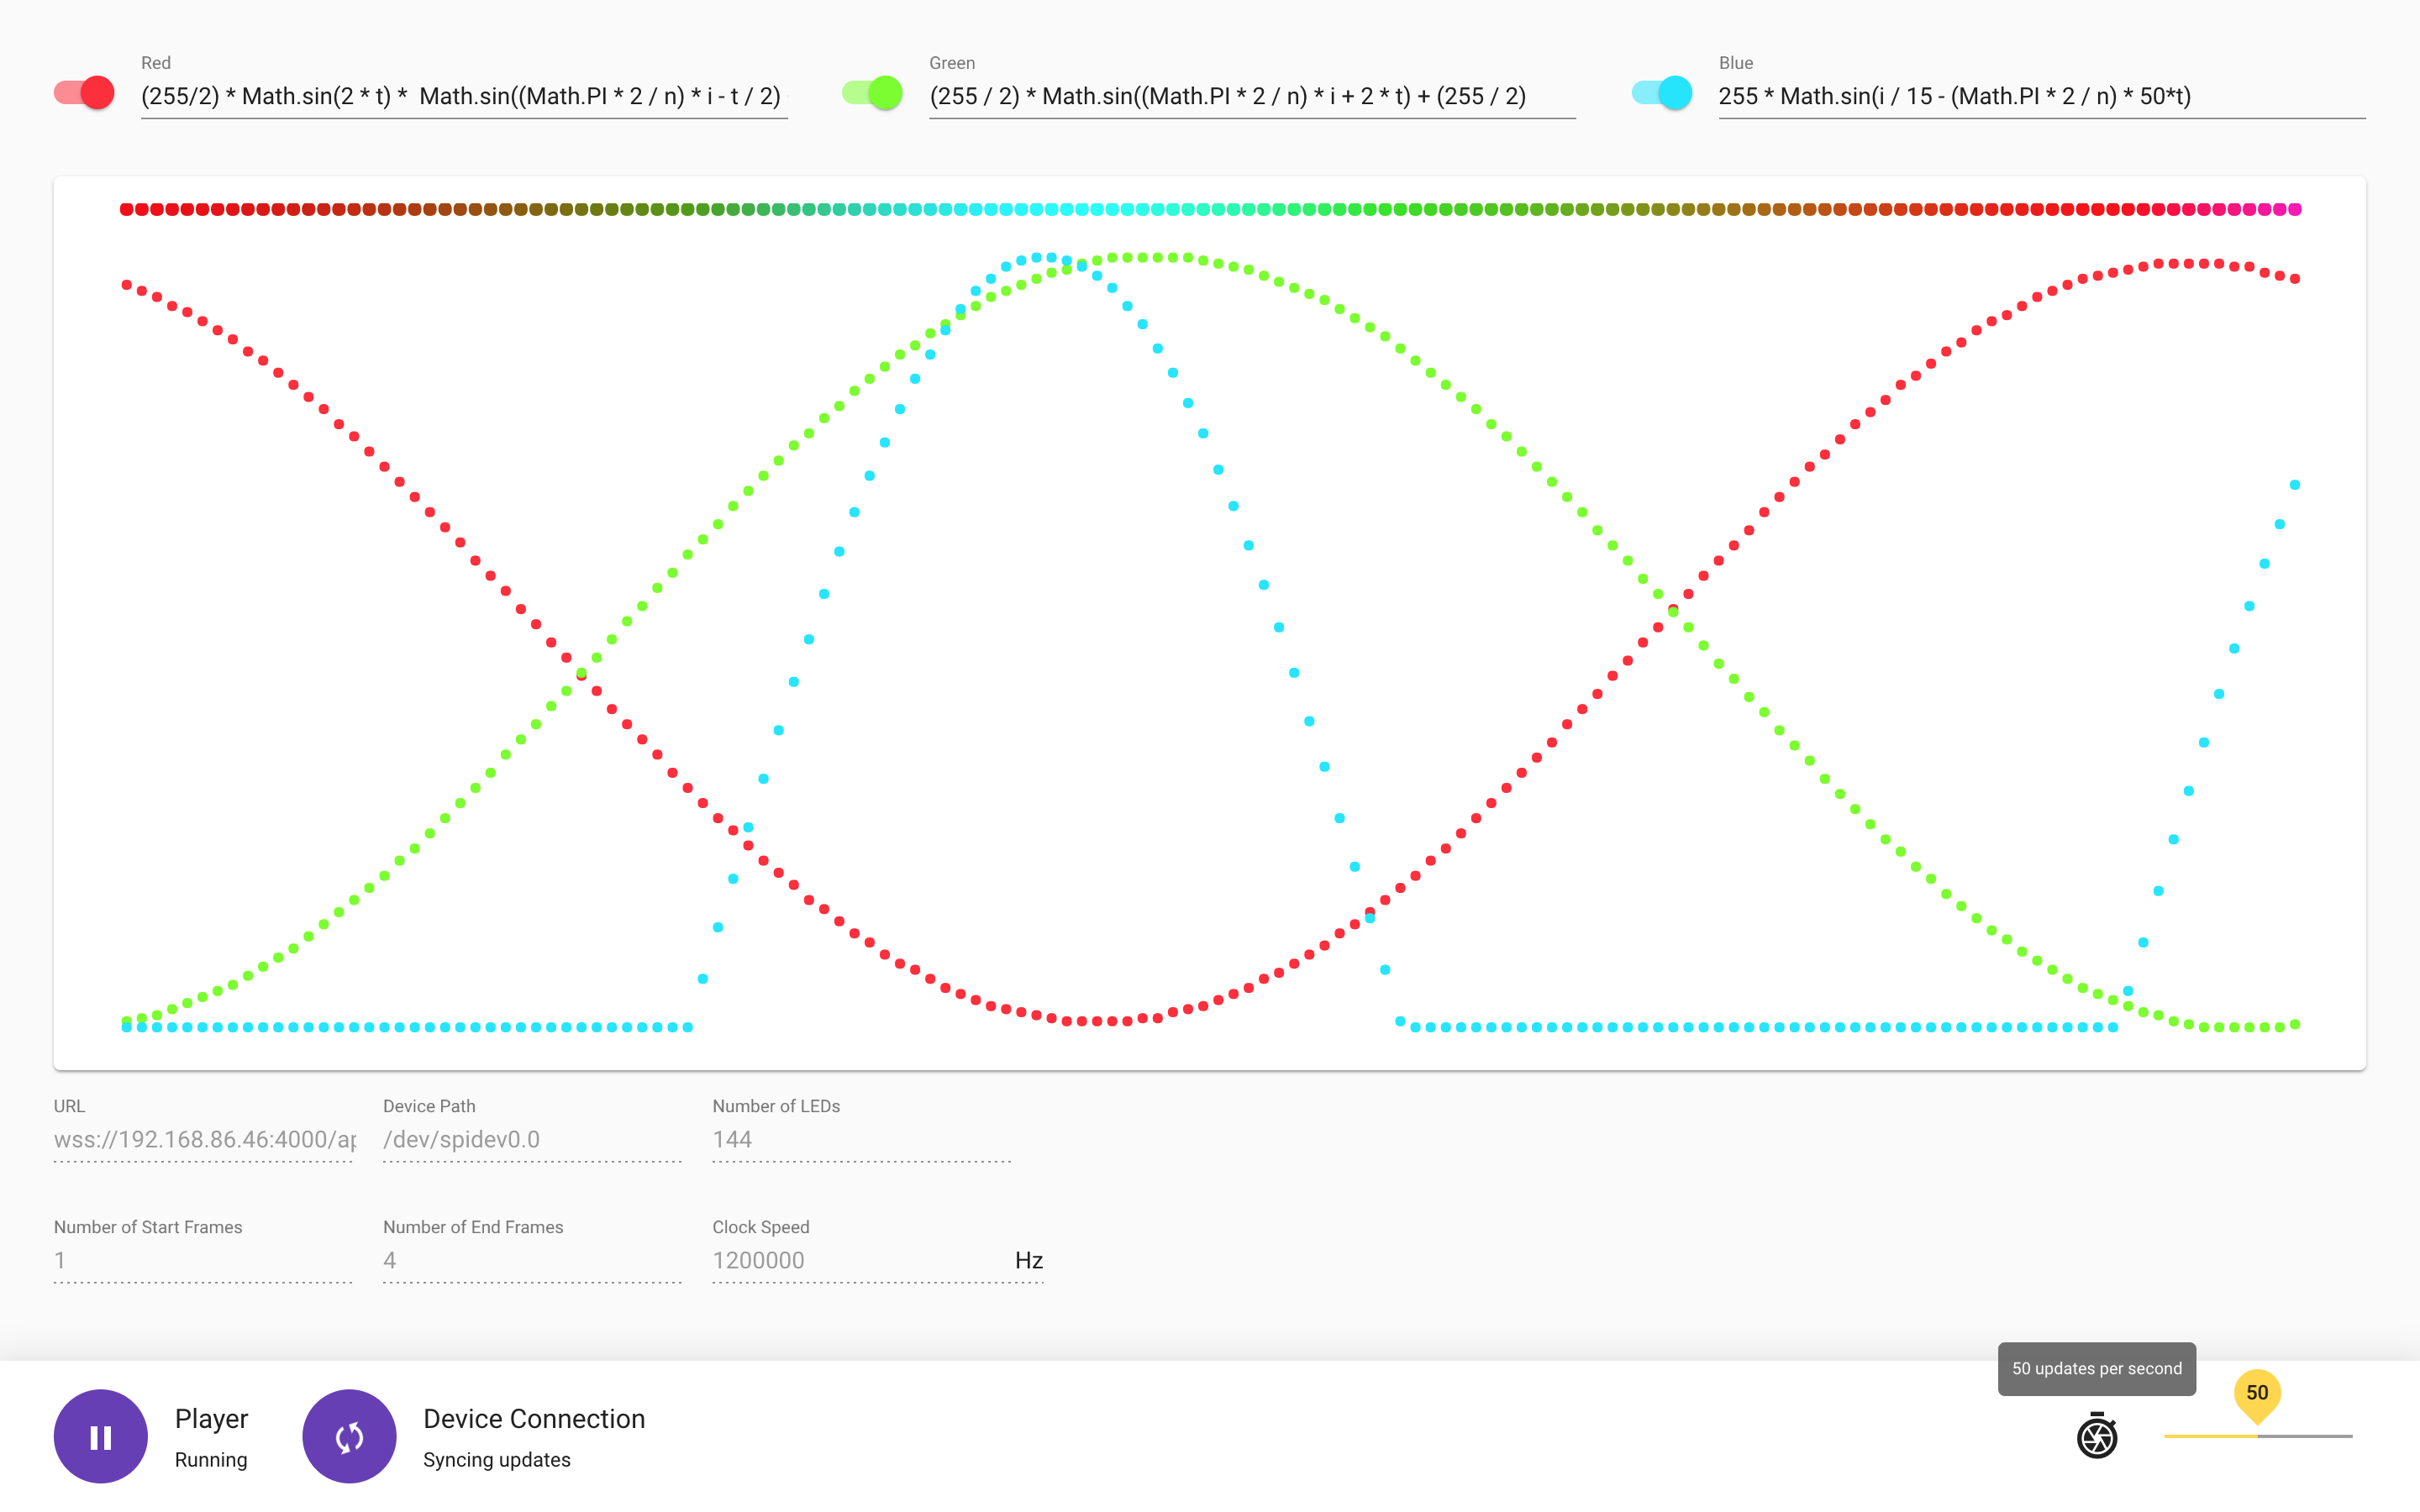 Red
(255/2) * Math.sin(2 * t) *  Math.sin((Math.PI * 2 / n) * i - t / 2)
Green
(255 / 2) * Math.sin((Math.PI * 2 / n) * i + 2 * t) + (255 / 2)
Blue
255 * Math.sin(i / 15 - (Math.PI * 2 / n) * 50*t)
URL
wss://192.168.86.46:4000/ap
Device Path
/dev/spidev0.0
Number of LEDs
144
Number of Start Frames
1
Number of End Frames
4
Clock Speed
1200000 Hz
50 updates per second
50
Player
Running
Device Connection
Syncing updates